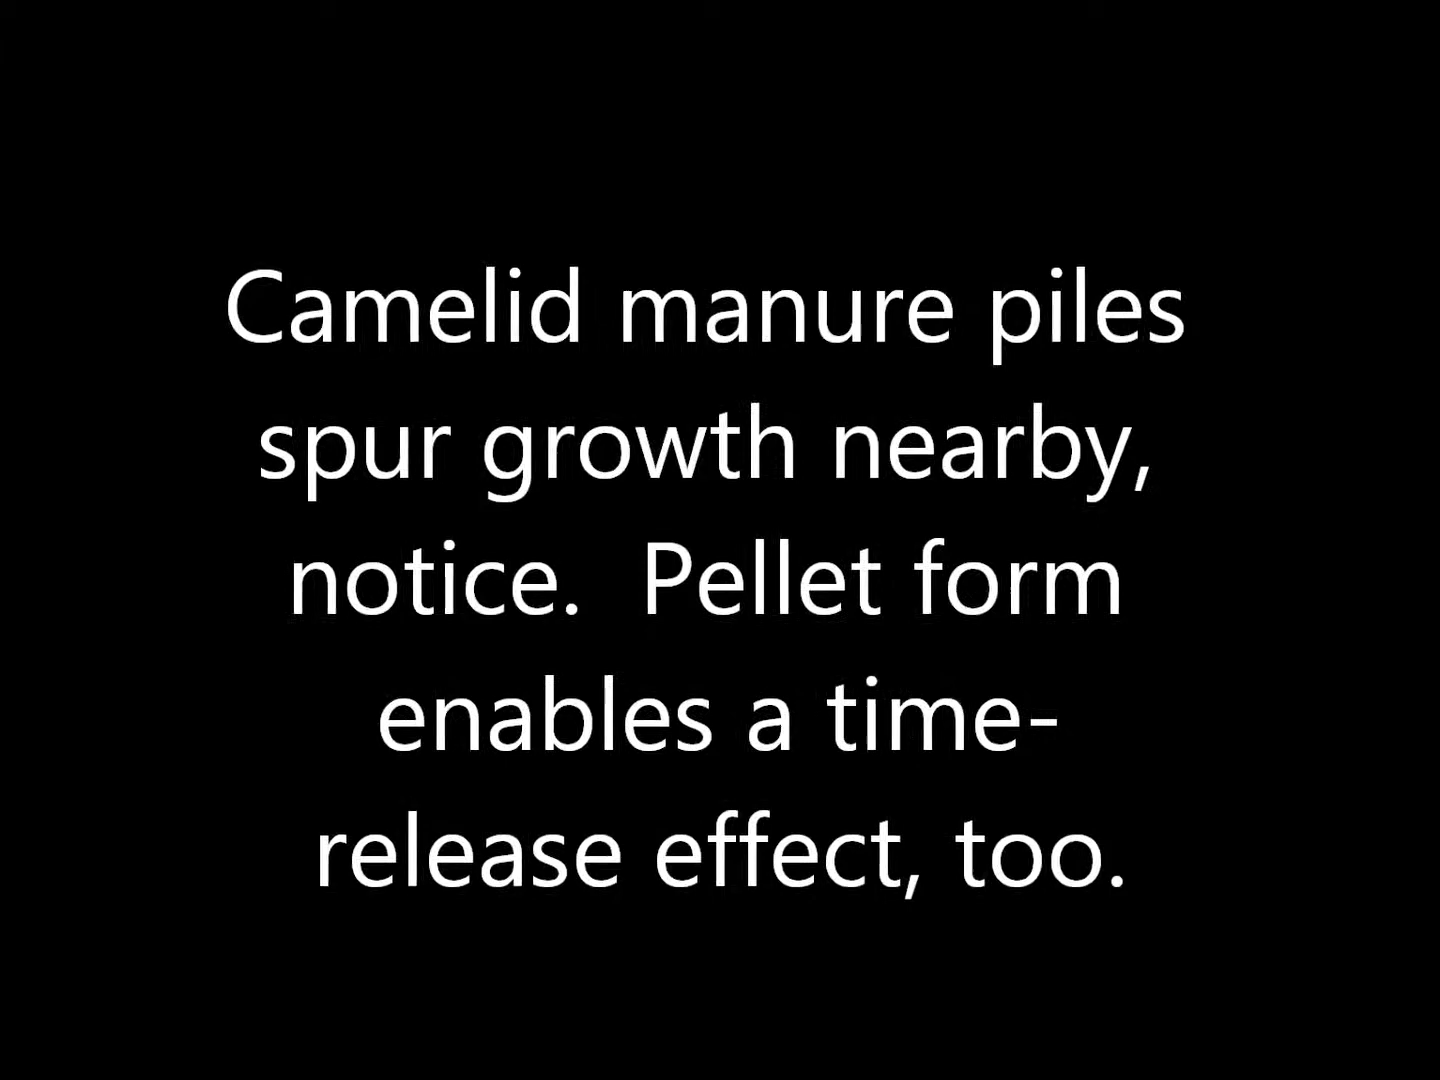 Camelid manure piles
spur growth nearby,
notice.  Pellet form
enables a time-
release effect, too.